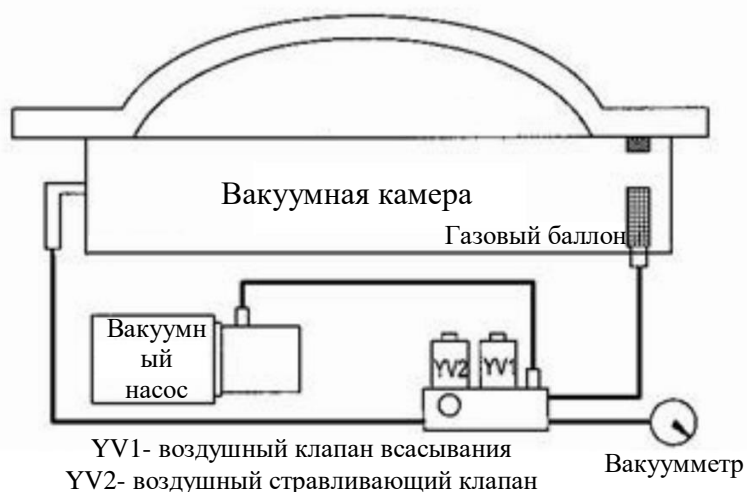 Вакуумная камера
Газовый баллон
Вакуумн
ый
насос
YV2
YV1
YV1- воздушный клапан всасывания
YV2- воздушный стравливающий клапан
Вакуумметр